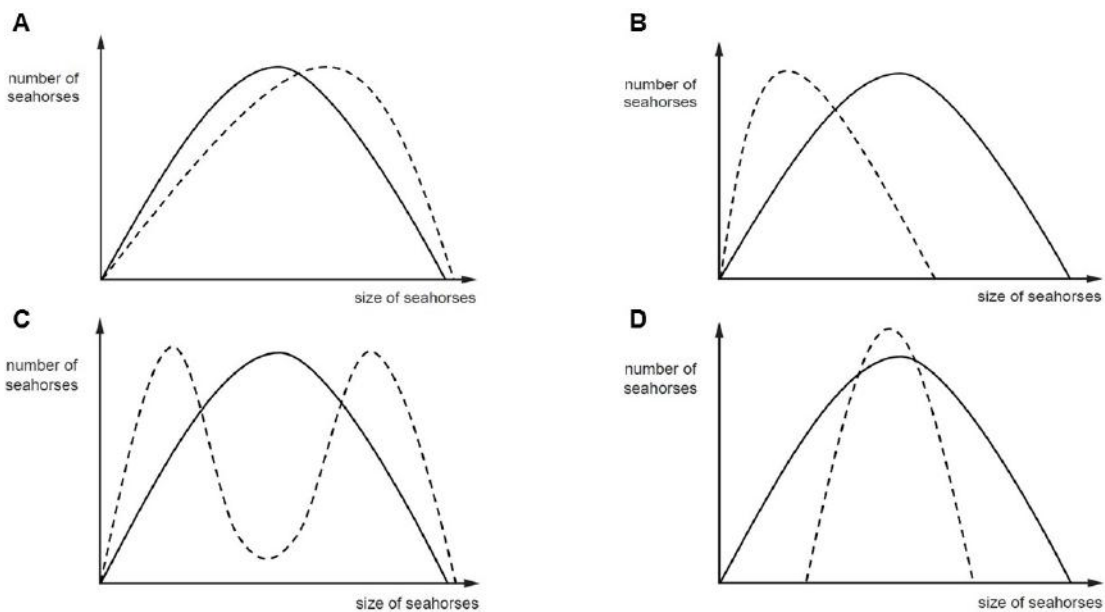 A
number of
seahorses
size of seahorses
B
number of
seahorses
size of seahorses
C
number of
seahorses
size of seahorses
D
number of
seahorses
size of seahorses